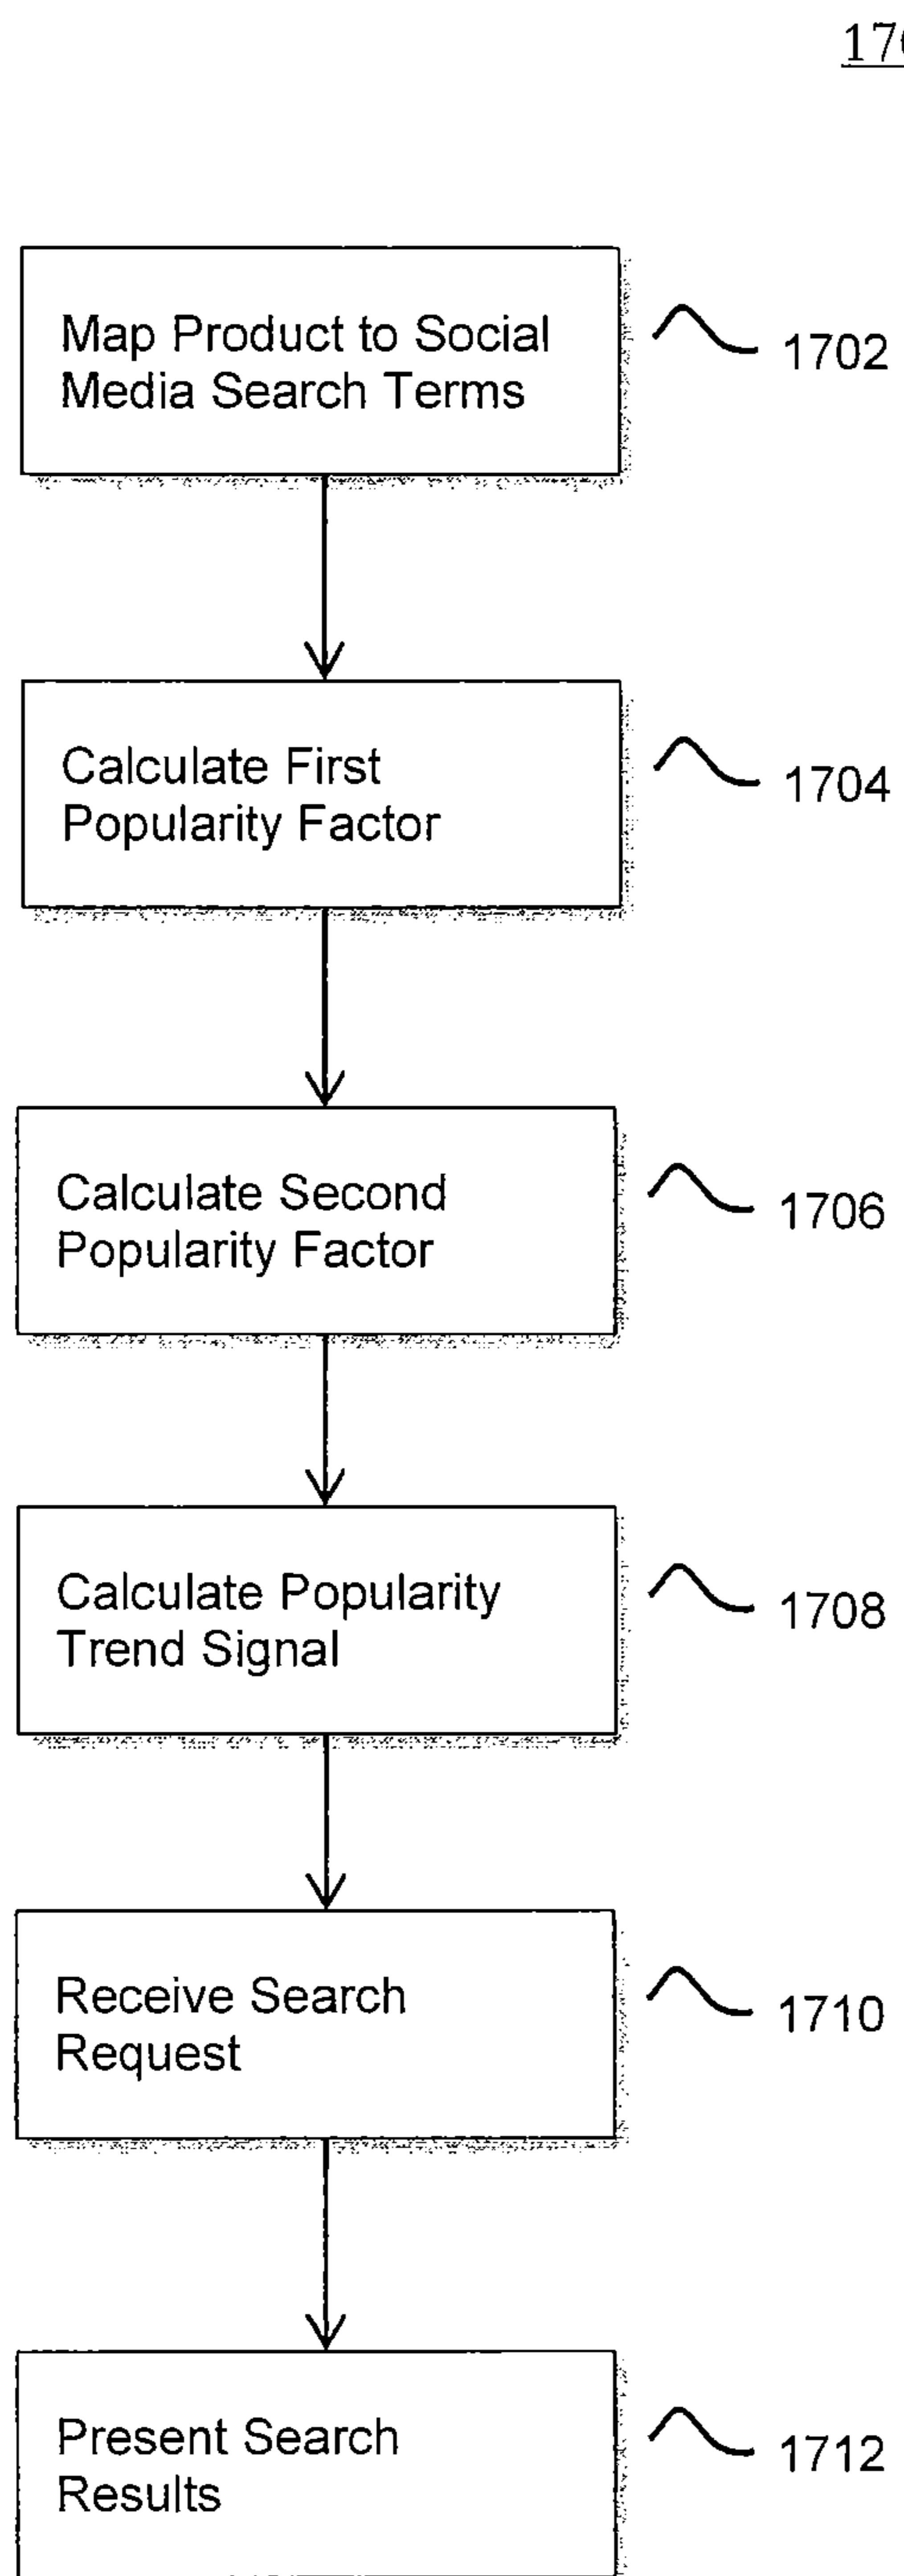 Map Product to Social
Media Search Terms
1702
Calculate First
Popularity Factor
1704
Calculate Second
Popularity Factor
1706
Calculate Popularity
Trend Signal
1708
Receive Search
Request
1710
Present Search
Results
1712